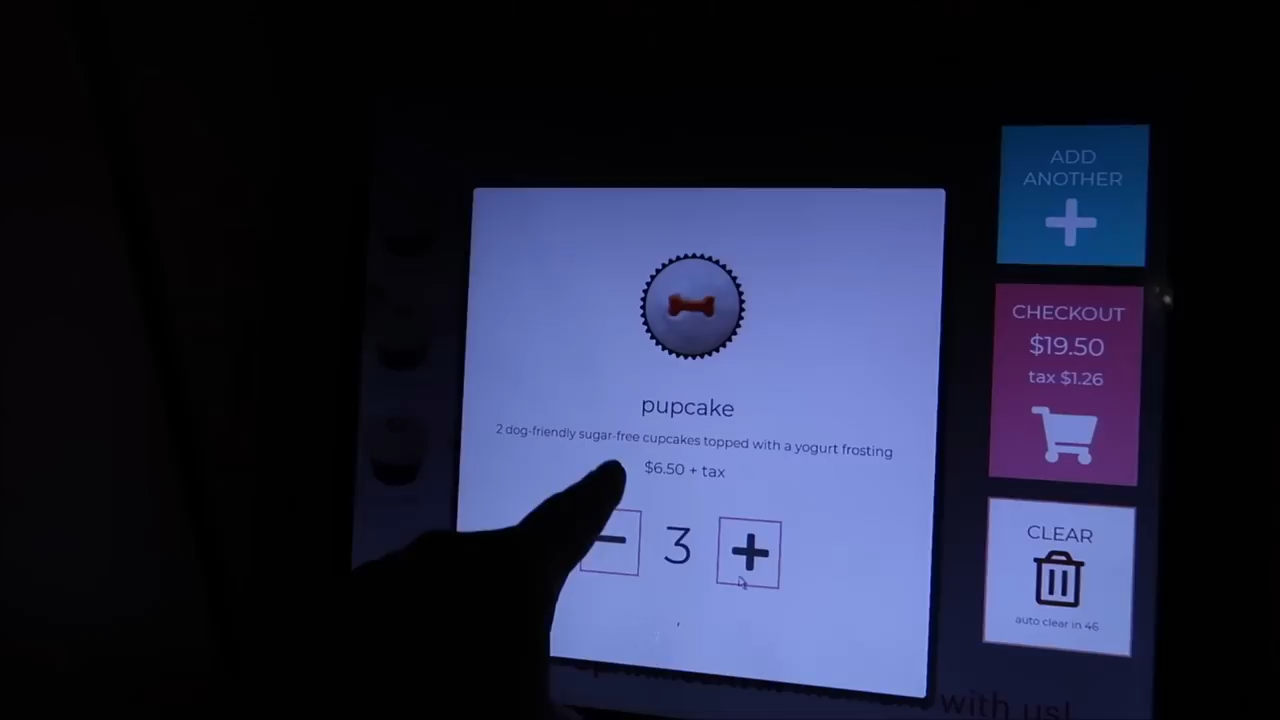 ADD
ANOTHER
pupcake
2 dog-friendly sugar-free cupcakes topped with a yogurt frosting
$6.50 + tax
3
CHECKOUT
$19.50
tax $1.26
CLEAR
auto clear in 46
with us!